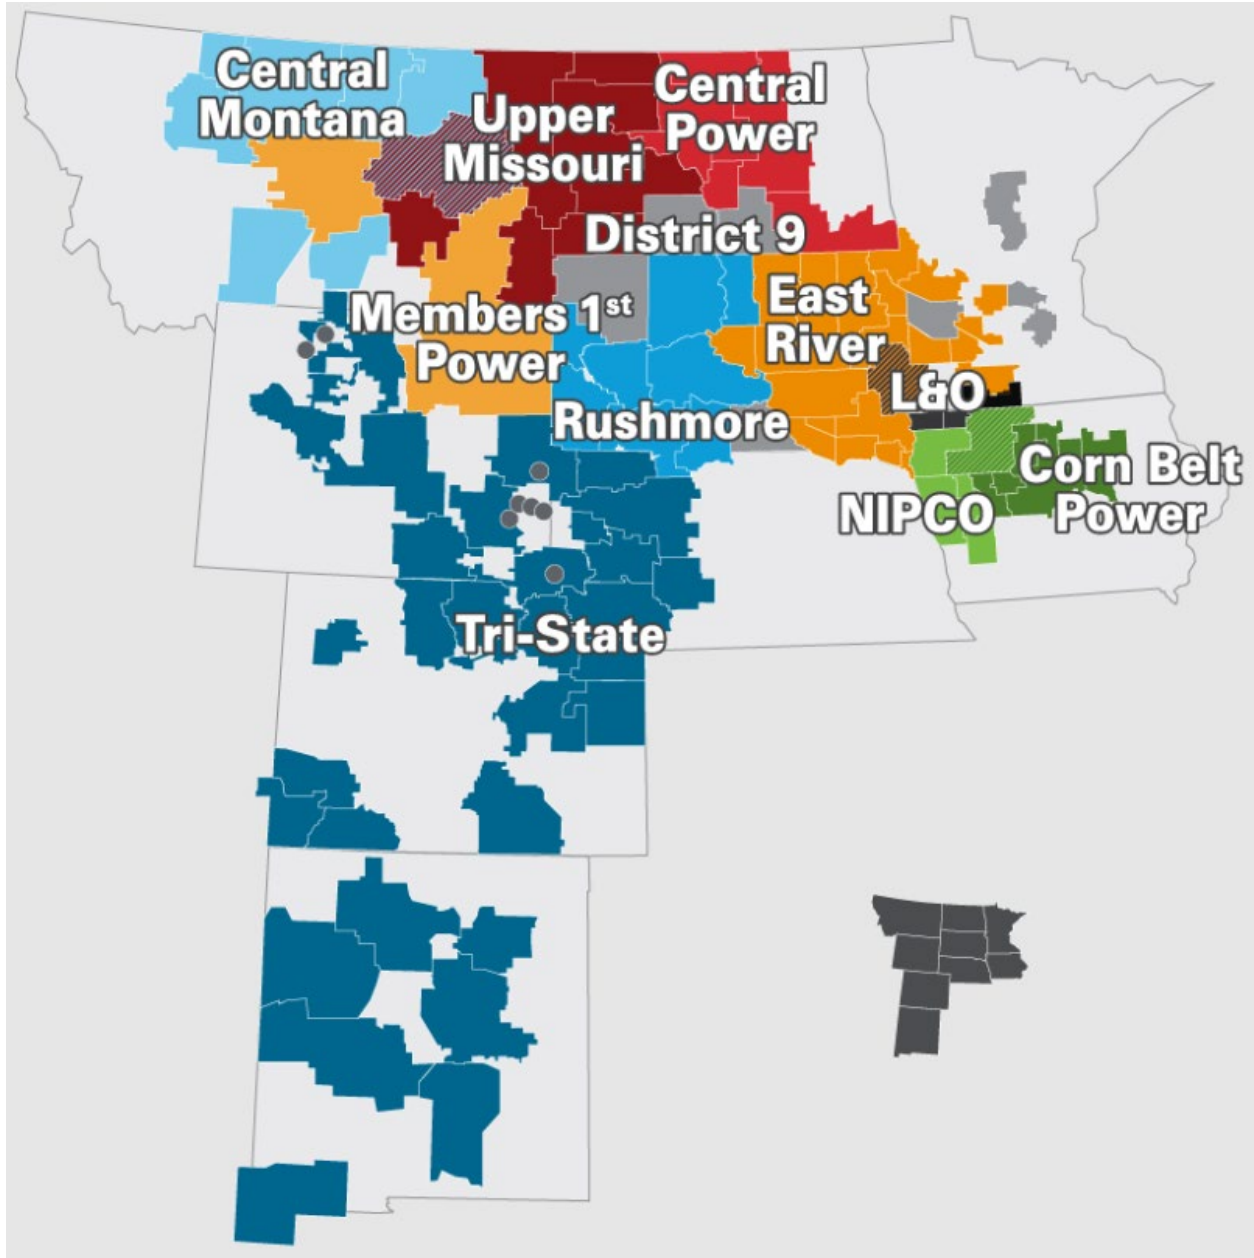 Central
Montana
Upper
Missouri
Central
Power
District 9
Members 1st
Power
East
River
L&O
Rushmore
Corn Belt
Power
NIPCO
Tri-State